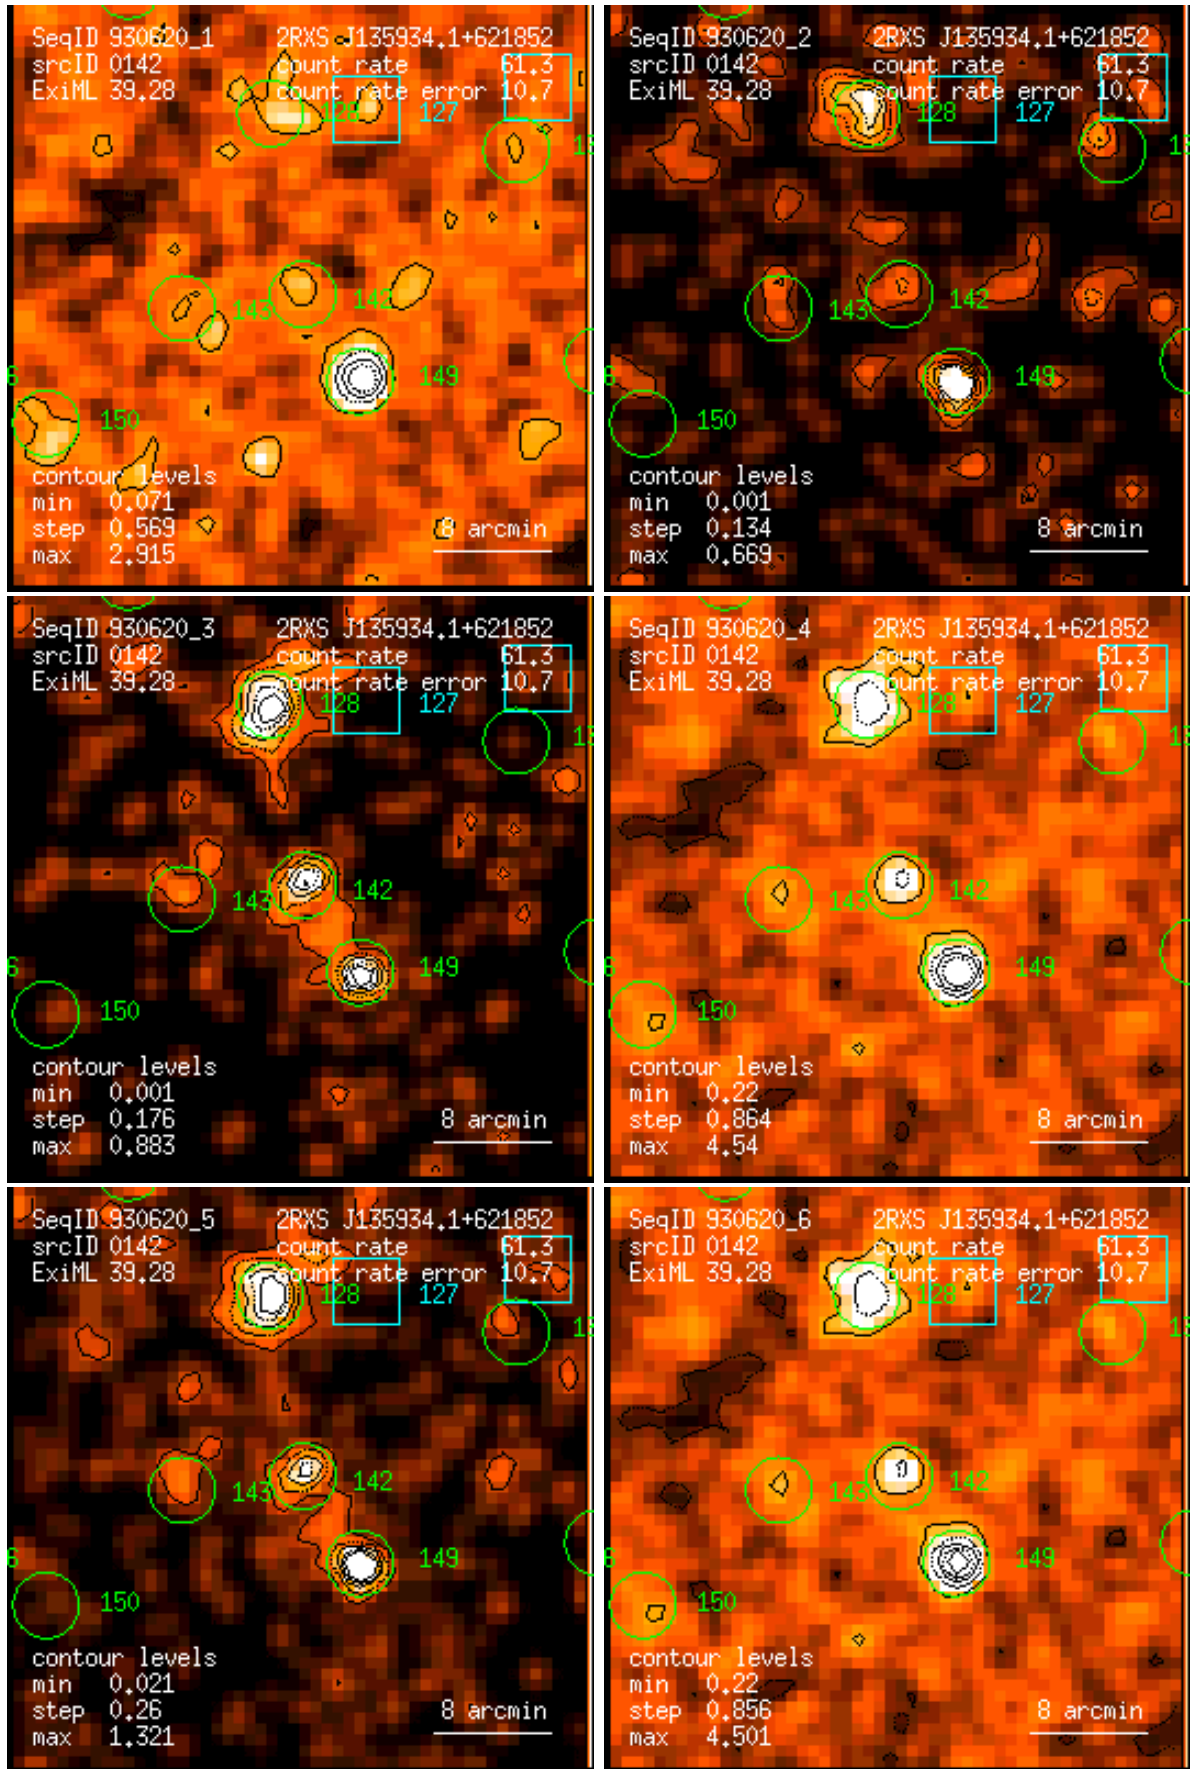 SeqID 930620_1 2RXS J135934.1+621852
srcID 0142 count rate 61.3
ExiML 39.28 count rate error 10.7
128 127
13
143 142
149
6
150
contour levels
min 0.071
step 0.569 8 arcmin
max 2.915
SeqID 930620_2 2RXS J135934.1+621852
srcID 0142 count rate 61.3
ExiML 39.28 count rate error 10.7
128 127
13
143 142
149
6
150
contour levels
min 0.001
step 0.134 8 arcmin
max 0.669
SeqID 930620_3 2RXS J135934.1+621852
srcID 0142 count rate 61.3
ExiML 39.28 count rate error 10.7
128 127
13
143 142
149
6
150
contour levels
min 0.001
step 0.176 8 arcmin
max 0.883
SeqID 930620_4 2RXS J135934.1+621852
srcID 0142 count rate 61.3
ExiML 39.28 count rate error 10.7
128 127
13
143 142
149
6
150
contour levels
min 0.22
step 0.864 8 arcmin
max 4.54
SeqID 930620_5 2RXS J135934.1+621852
srcID 0142 count rate 61.3
ExiML 39.28 count rate error 10.7
128 127
13
143 142
149
6
150
contour levels
min 0.021
step 0.26 8 arcmin
max 1.321
SeqID 930620_6 2RXS J135934.1+621852
srcID 0142 count rate 61.3
ExiML 39.28 count rate error 10.7
128 127
13
143 142
149
6
150
contour levels
min 0.22
step 0.856 8 arcmin
max 4.501